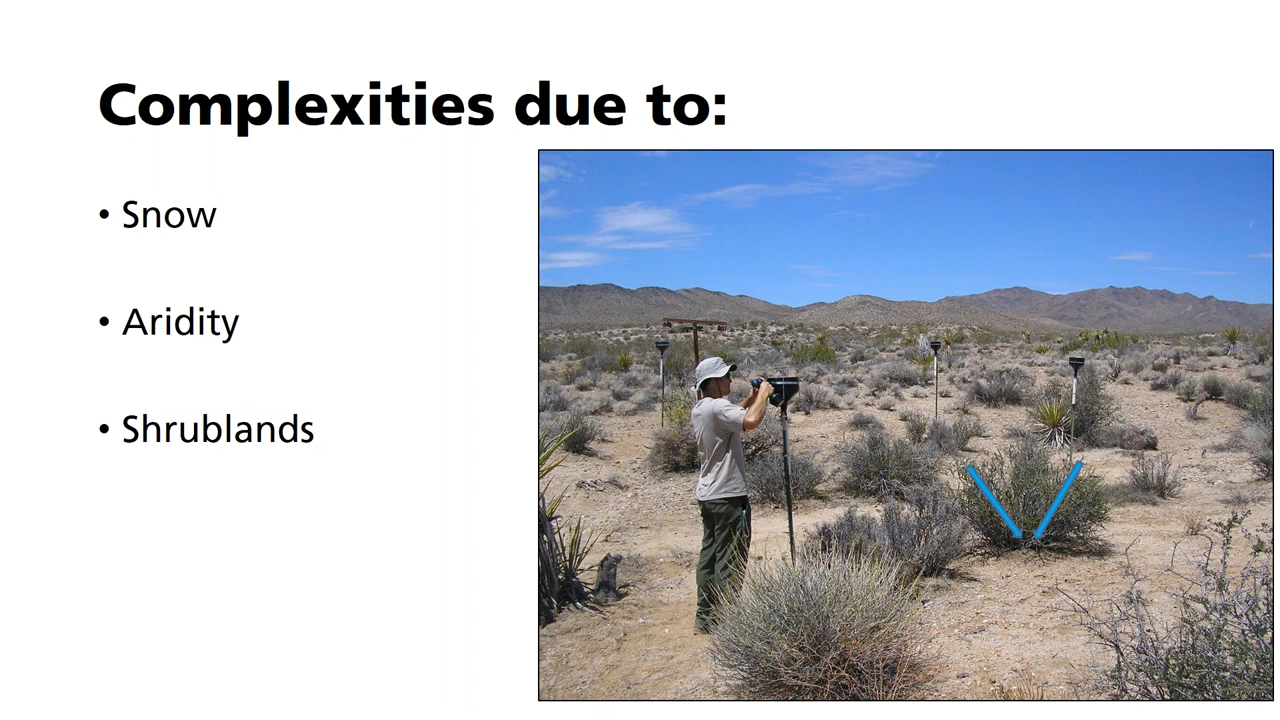 Complexities due to:
• Snow
• Aridity
• Shrublands